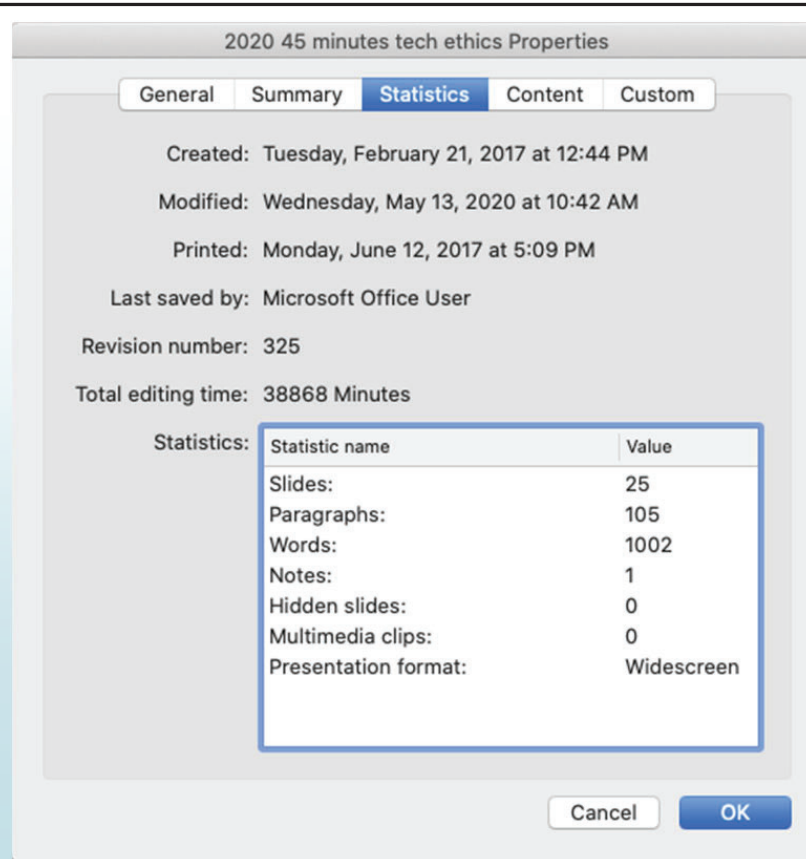 2020 45 minutes tech ethics Properties
General Summary Statistics Content Custom
Created: Tuesday, February 21, 2017 at 12:44 PM
Modified: Wednesday, May 13, 2020 at 10:42 AM
Printed: Monday, June 12, 2017 at 5:09 PM
Last saved by: Microsoft Office User
Revision number: 325
Total editing time: 38868 Minutes
Statistics: Statistic name Value
Slides: 25
Paragraphs: 105
Words: 1002
Notes: 1
Hidden slides: 0
Multimedia clips: 0
Presentation format: Widescreen
Cancel OK